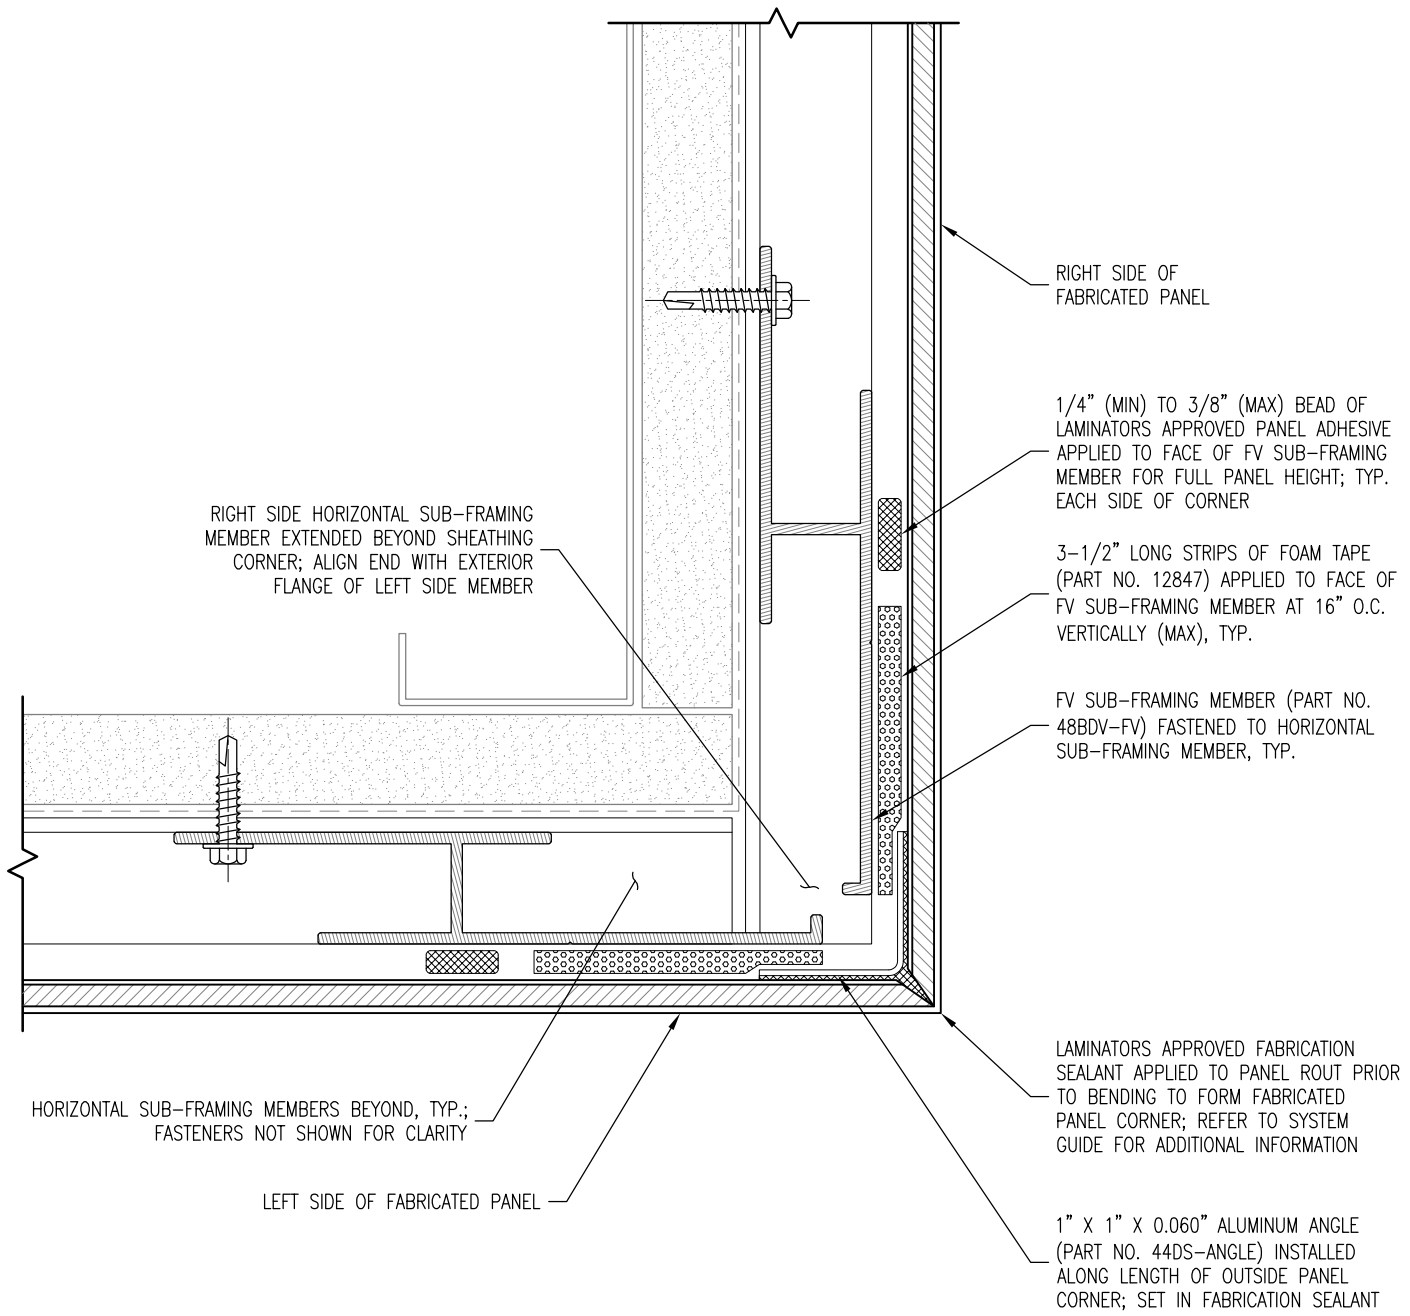 RIGHT SIDE OF
FABRICATED PANEL
1/4” (MIN) TO 3/8” (MAX) BEAD OF
LAMINATORS APPROVED PANEL ADHESIVE
APPLIED TO FACE OF FV SUB-FRAMING
MEMBER FOR FULL PANEL HEIGHT; TYP.
EACH SIDE OF CORNER
RIGHT SIDE HORIZONTAL SUB-FRAMING
MEMBER EXTENDED BEYOND SHEATHING
CORNER; ALIGN END WITH EXTERIOR
FLANGE OF LEFT SIDE MEMBER
3-1/2” LONG STRIPS OF FOAM TAPE
(PART NO. 12847) APPLIED TO FACE OF
FV SUB-FRAMING MEMBER AT 16” O.C.
VERTICALLY (MAX), TYP.
FV SUB-FRAMING MEMBER (PART NO.
48BDV-FV) FASTENED TO HORIZONTAL
SUB-FRAMING MEMBER, TYP.
LAMINATORS APPROVED FABRICATION
SEALANT APPLIED TO PANEL ROUT PRIOR
TO BENDING TO FORM FABRICATED
PANEL CORNER; REFER TO SYSTEM
GUIDE FOR ADDITIONAL INFORMATION
HORIZONTAL SUB-FRAMING MEMBERS BEYOND, TYP.;
FASTENERS NOT SHOWN FOR CLARITY
LEFT SIDE OF FABRICATED PANEL
1” X 1” X 0.060” ALUMINUM ANGLE
(PART NO. 44DS-ANGLE) INSTALLED
ALONG LENGTH OF OUTSIDE PANEL
CORNER; SET IN FABRICATION SEALANT